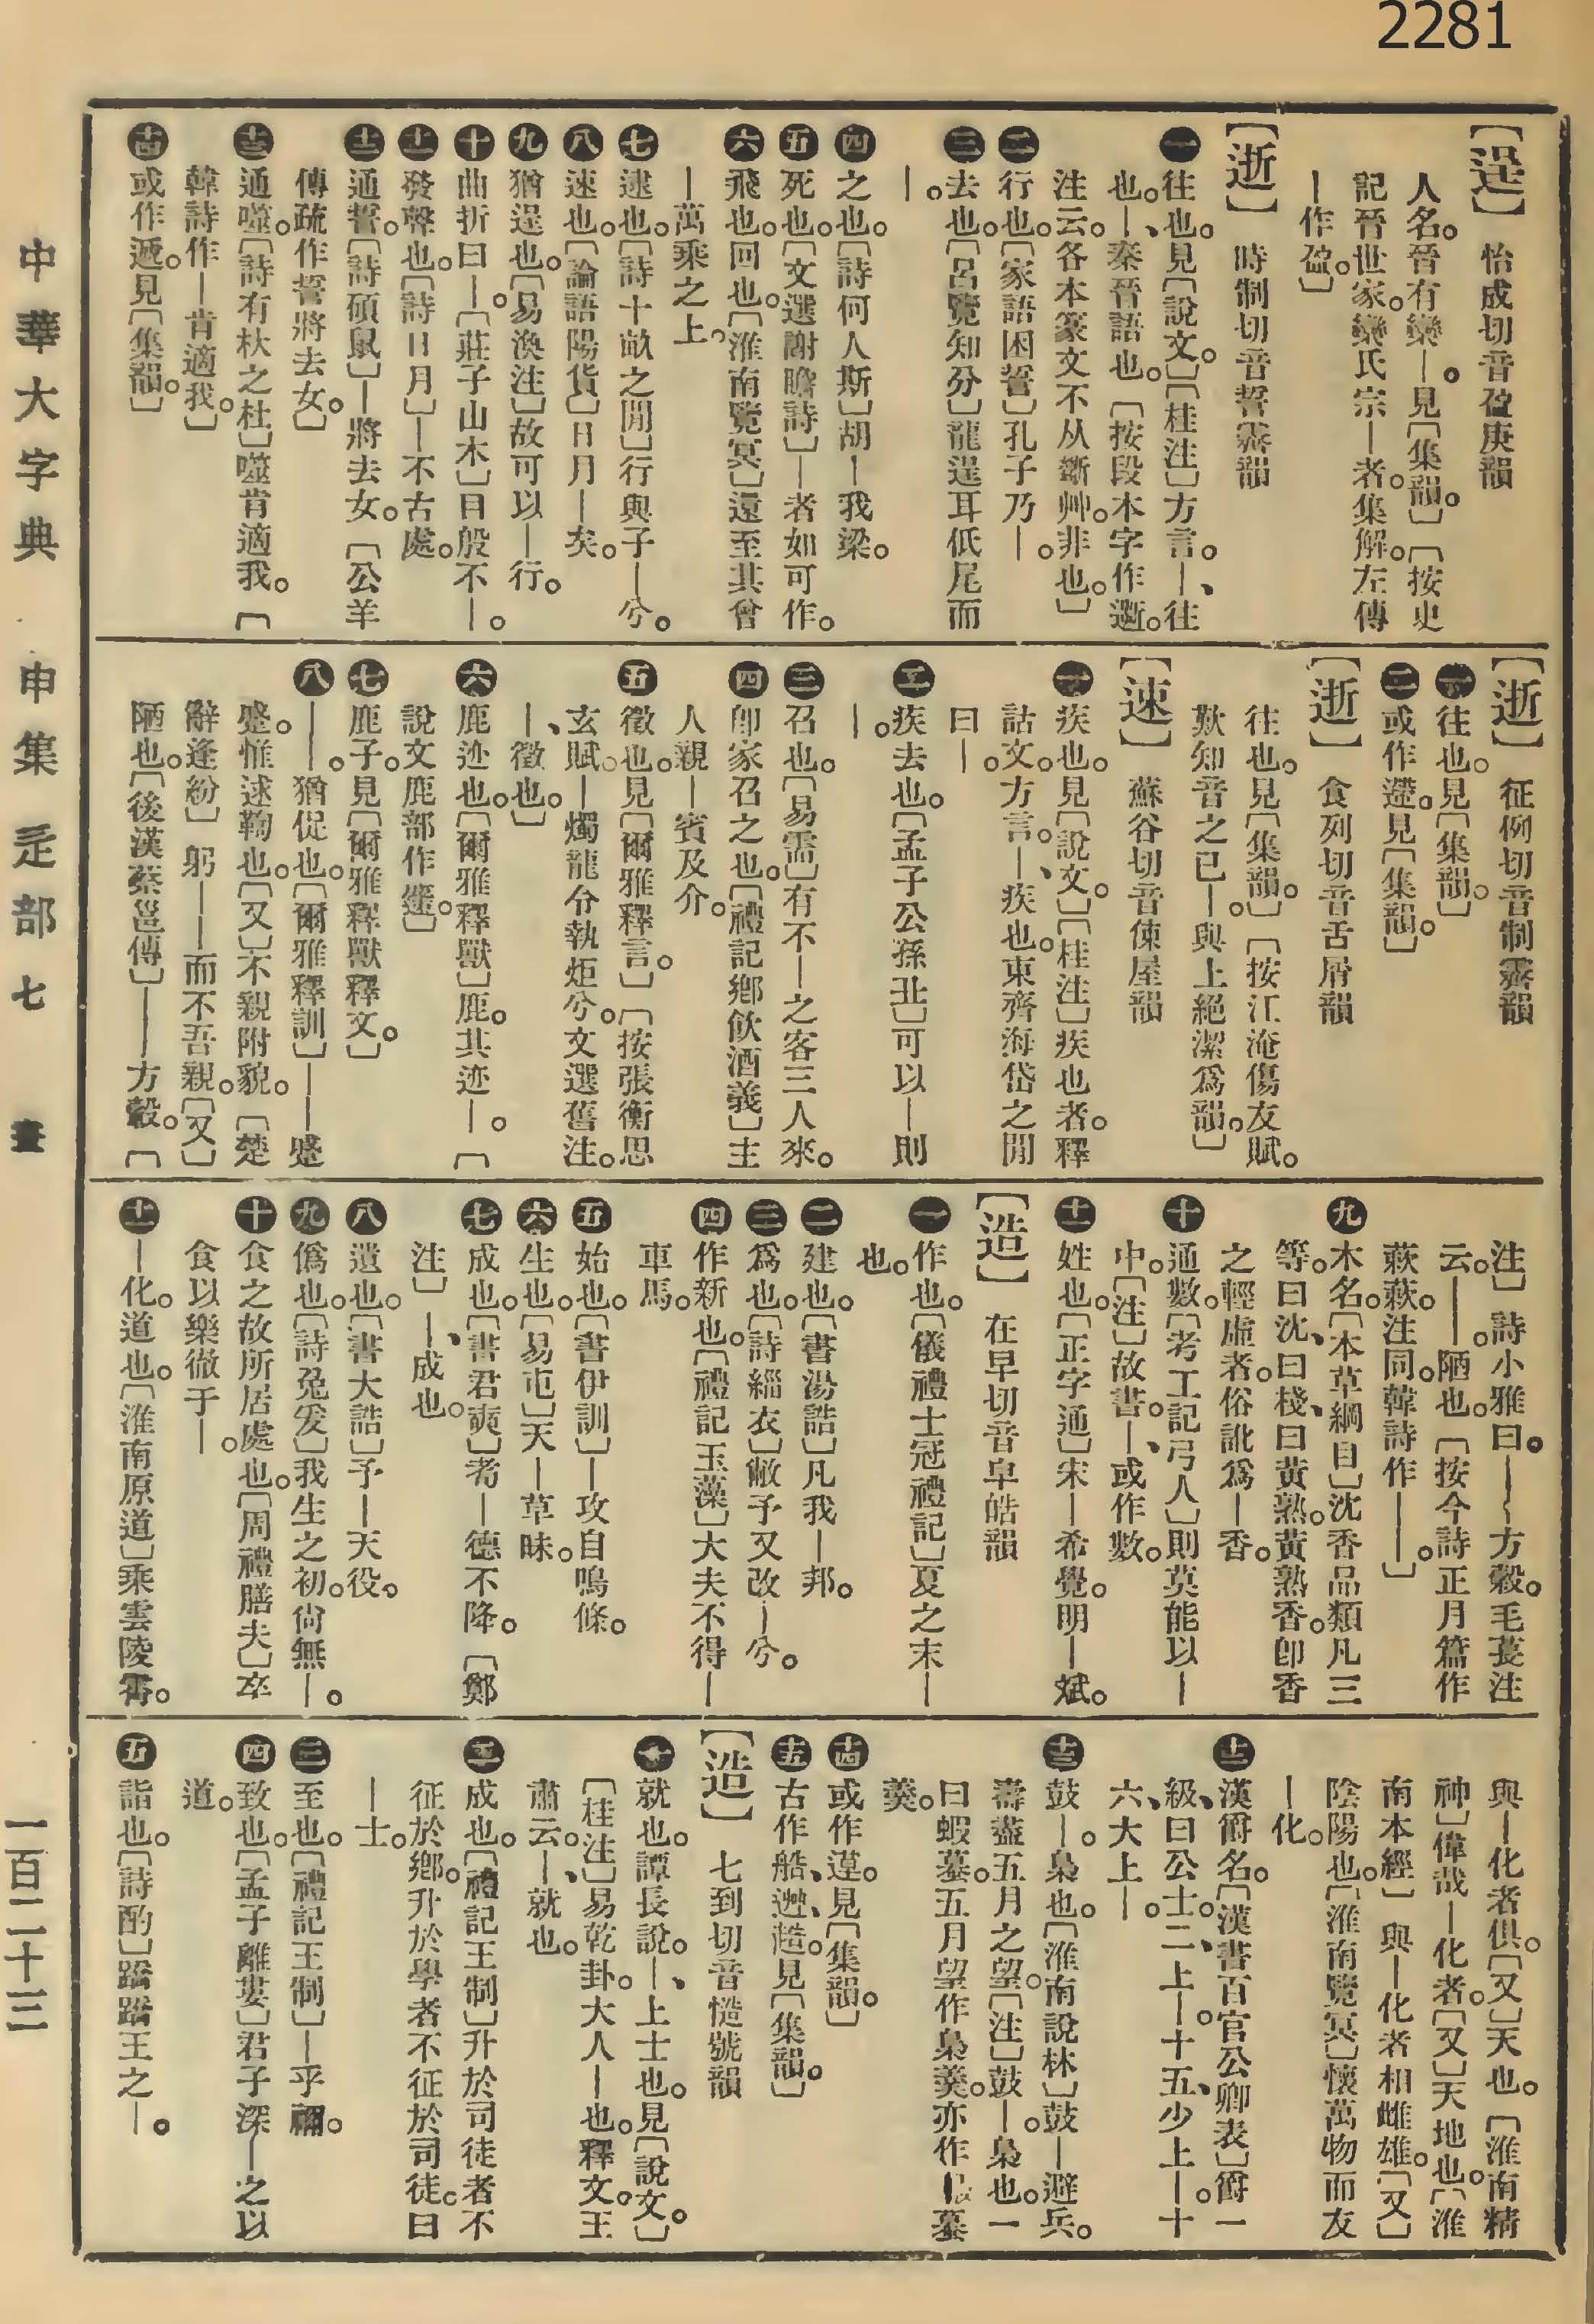 2281
【逞】 怡成切音盈庚韻
人名。晉有欒｜。見〔集韻。〕〔按史
記晉世家。欒氏宗｜者。集解。左傳
｜作盈。〕
【逝】 時制切音誓霽韻
㊀往也。見〔說文。〕〔桂注〕方言。｜、往
也。｜、秦晉語也。〔按段本字作遾。
注云。各本篆文不从斷艸。非也。〕
㊁行也。〔家語困誓〕孔子乃｜。
㊂去也。〔呂覽知分〕龍逞耳低尾而
｜。
㊃之也。〔詩何人斯〕胡｜我梁。
㊄死也。〔文選謝瞻詩〕｜者如可作。
㊅飛也。回也。〔淮南覽冥〕還至其曾
｜萬乘之上。
㊆逮也。〔詩十畝之閒〕行與子｜兮。
㊇速也。〔論語陽貨〕日月｜矣。
㊈猶逞也。〔易渙注〕故可以｜行。
㊉曲折曰｜。〔莊子山木〕目般不｜。
十一發聲也。〔詩日月〕｜不古處。
十二通誓。〔詩碩鼠〕｜將去女。〔公羊
傳疏作誓將去女。〕
十三通噬。〔詩有杕之杜〕噬肯適我。〔
韓詩作｜肯適我。〕
十四或作遞。見〔集韻。〕
【逝】 征例切音制霽韻
㊀往也。見〔集韻。〕
㊁或作遰。見〔集韻。〕
【逝】 食列切音舌屑韻
往也。見〔集韻。〕〔按江淹傷友賦。
歎知音之已｜。與上絕潔爲韻。〕
【速】 蘇谷切音倲屋韻
㊀疾也。見〔說文。〕〔桂注〕疾也者。釋
詁文。方言。｜、疾也。東齊海岱之閒
曰｜。
㊁疾去也。〔孟子公孫丑〕可以｜則
｜。
㊂召也。〔易需〕有不｜之客三人來。
㊃卽家召之也。〔禮記鄉飲酒義〕主
人親｜賓及介。
㊄徵也。見〔爾雅釋言。〕〔按張衡思
玄賦。｜燭龍令執炬兮。文選舊注。
｜、徵也。〕
㊅鹿迹也。〔爾雅釋獸〕鹿。其迹｜。〔
說文鹿部作𪋝。〕
㊆鹿子。見〔爾雅釋獸釋文。〕
㊇｜｜。猶促也。〔爾雅釋訓〕｜｜蹙
蹙。惟逑鞫也。〔又〕不親附貌。〔楚
辭逢紛〕躬｜｜而不吾親。〔又〕
陋也。〔後漢蔡邕傳〕｜｜方轂。〔
注〕詩小雅曰。｜｜方穀。毛萇注
云。｜｜。陋也。〔按今詩正月篇作
蔌蔌。注同。韓詩作｜｜。〕
㊈木名。〔本草綱目〕沈香品類凡三
等。曰沈、曰棧、曰黃熟。黃熟香。卽香
之輕虛者。俗訛爲｜香。
㊉通數。〔考工記弓人〕則莫能以｜
中。〔注〕故書。｜、或作數。
十一姓也。〔正字通〕宋｜希覺。明｜斌。
【造】 在早切音皁皓韻
㊀作也。〔儀禮士冠禮記〕夏之末｜
也。
㊁建也。〔書湯誥〕凡我｜邦。
㊂爲也。〔詩緇衣〕敝予又改｜兮。
㊃作新也。〔禮記玉藻〕大夫不得｜
車馬。
㊄始也。〔書伊訓〕｜攻自鳴條。
㊅生也。〔易屯〕天｜草昧。
㊆成也。〔書君奭〕耇｜德不降。〔鄭
注〕｜、成也。
㊇遺也。〔書大誥〕予｜天役。
㊈僞也。〔詩兔爰〕我生之初。尙無｜。
㊉食之故所居處也。〔周禮膳夫〕卒
食以樂徹于｜。
十一｜化。道也。〔淮南原道〕乘雲陵霄。
與｜化者俱。〔又〕天也。〔淮南精
神〕偉哉｜化者。〔又〕天地也。〔淮
南本經〕與｜化者相雌雄。〔又〕
陰陽也。〔淮南覽冥〕懷萬物而友
｜化。
十二漢爵名。〔漢書百官公卿表〕爵一
級、曰公士。二、上｜。十五、少上｜。十
六、大上｜。
十三鼓｜。梟也。〔淮南說林〕鼓｜避兵。
壽盡五月之望。〔注〕鼓｜。梟也。一
曰蝦蟇。五月望作梟羹。亦作蝦蟇
羹。
十四或作䔏。見〔集韻。〕
十五古作艁、𨖎、䞷。見〔集韻。〕
【造】 七到切音慥號韻
㊀就也。譚長說。｜、上士也。見〔說文。〕
〔桂注〕易乾卦。大人｜也。釋文。王
肅云。｜、就也。
㊁成也。〔禮記王制〕升於司徒者不
征於鄉。升於學者不征於司徒。曰
｜士。
㊂至也。〔禮記王制〕｜乎禰。
㊃致也。〔孟子離婁〕君子深｜之以
道。
㊄詣也。〔詩酌〕蹻蹻王之｜。
中華大字典 申集 辵部 七畫 一百二十三